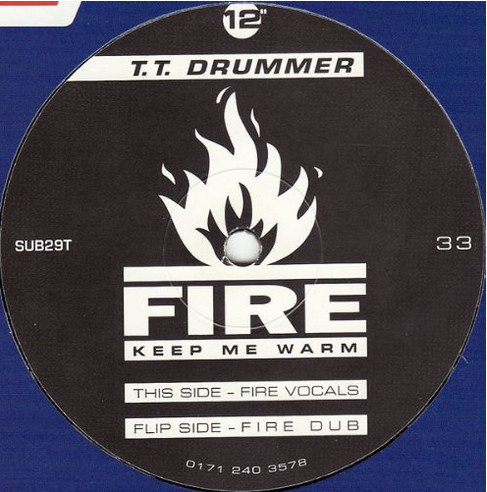 12"
T.T. DRUMMER
SUB29T
33
FIRE
KEEP ME WARM
THIS SIDE - FIRE VOCALS
FLIP SIDE - FIRE DUB
0171 240 3578